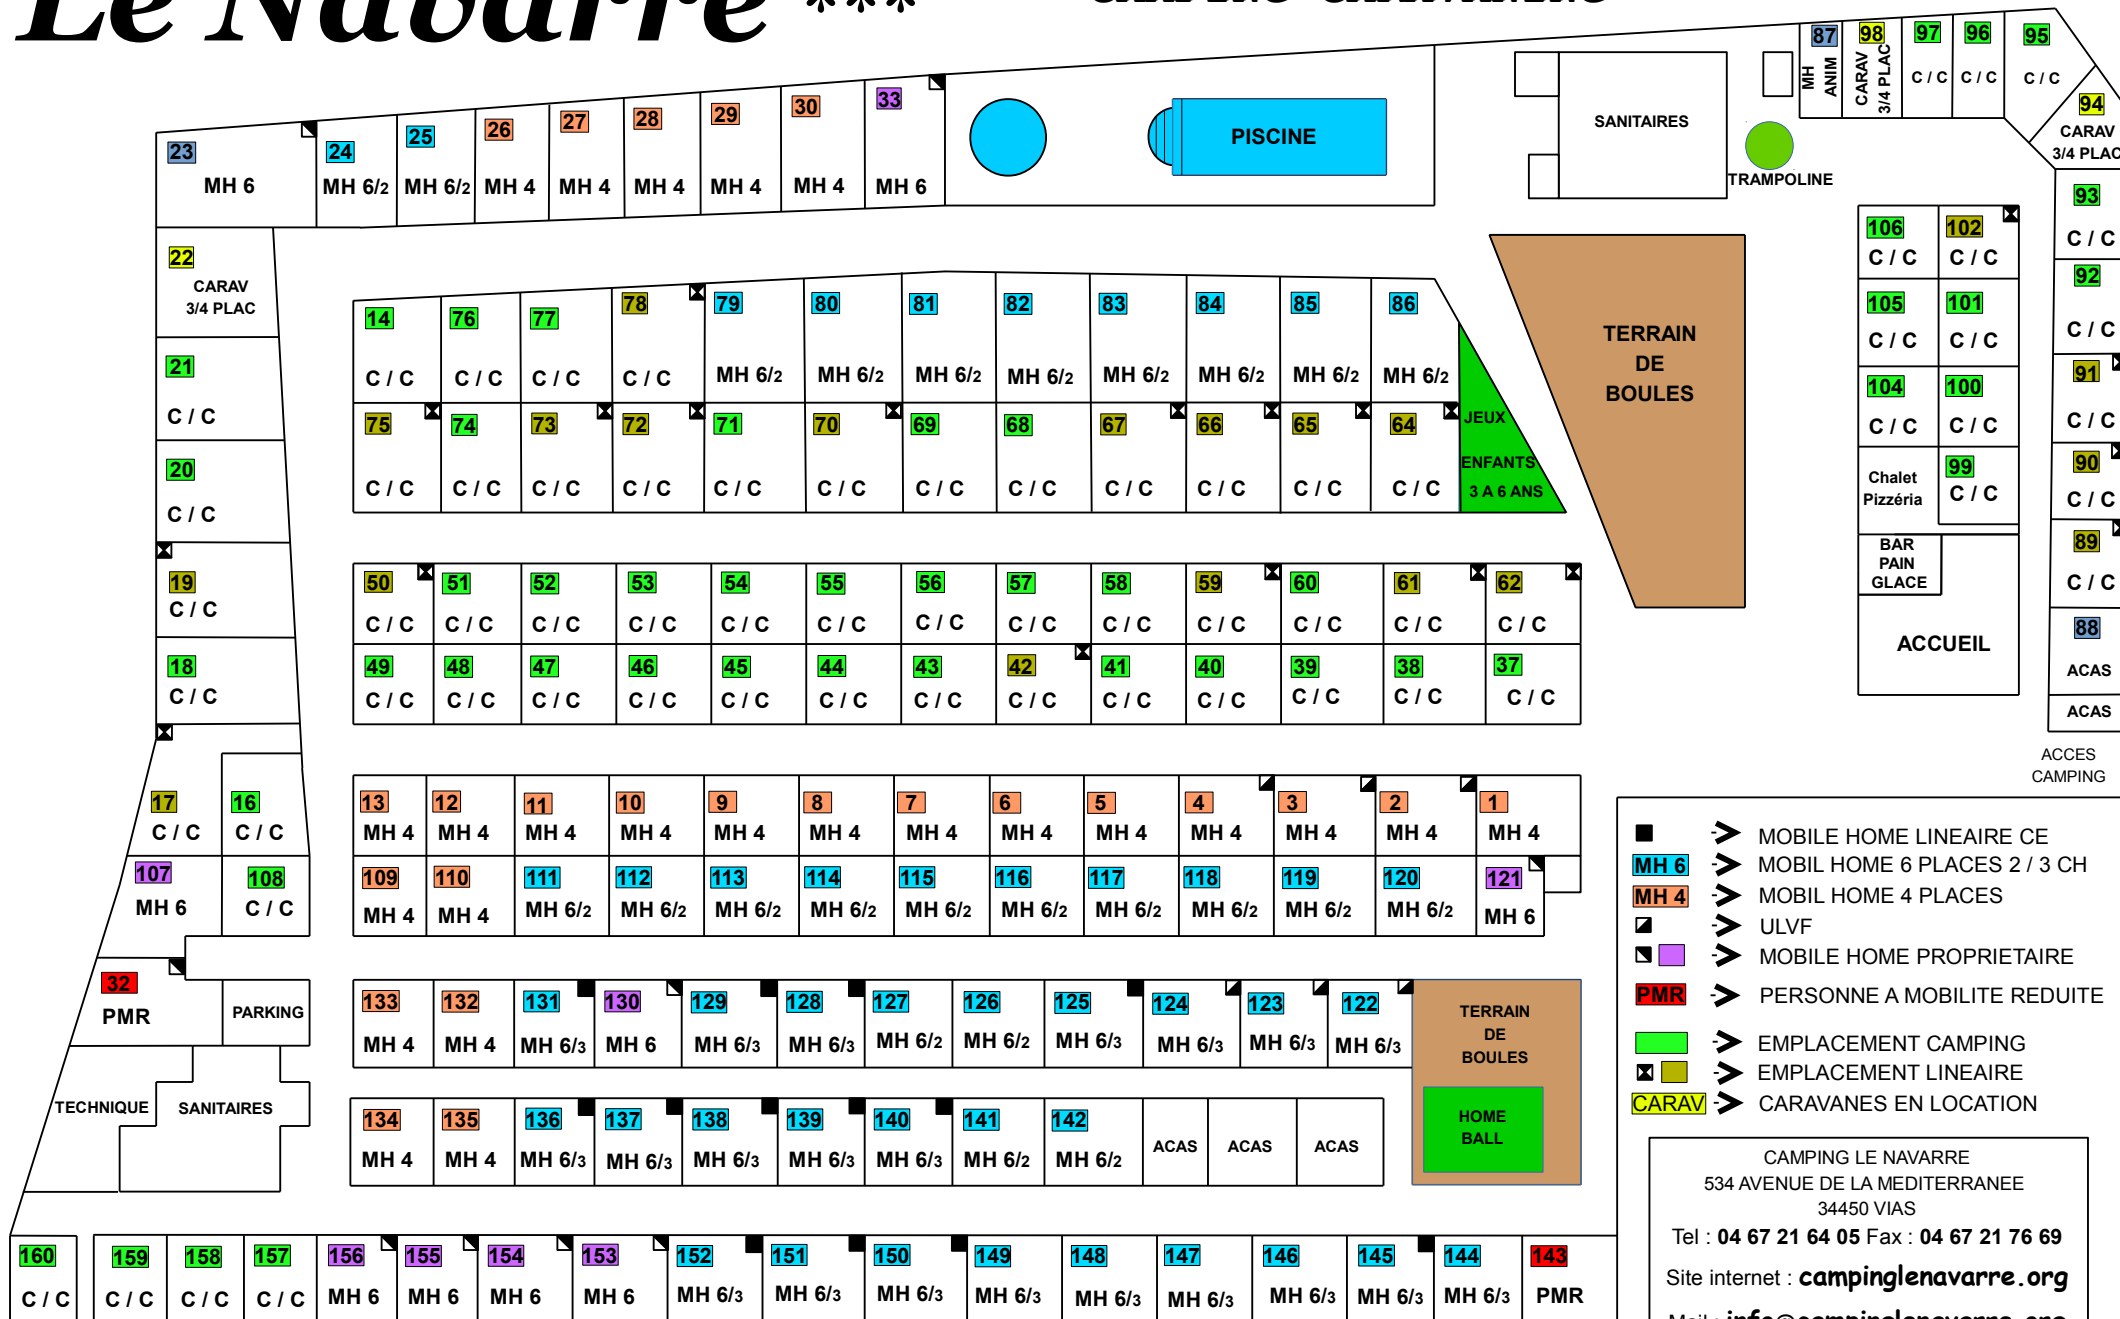 Le Navarre ***
CAMPING CARAVANING
87 98 97 96 95
MH ANIM
CARAV 3/4 PLAC
C / C C / C C / C
94
CARAV
3/4 PLAC
23 24 25 26 27 28 29 30 33
MH 6 MH 6/2 MH 6/2 MH 4 MH 4 MH 4 MH 4 MH 4 MH 6
PISCINE
SANITAIRES
TRAMPOLINE
22
CARAV
3/4 PLAC
21
C / C
20
C / C
19
C / C
18
C / C
17 16
C / C C / C
107 108
MH 6 C / C
32
PMR
PARKING
TECHNIQUE
SANITAIRES
14 76 77 78 79 80 81 82 83 84 85 86
C / C C / C C / C C / C MH 6/2 MH 6/2 MH 6/2 MH 6/2 MH 6/2 MH 6/2 MH 6/2 MH 6/2
75 74 73 72 71 70 69 68 67 66 65 64
C / C C / C C / C C / C C / C C / C C / C C / C C / C C / C C / C C / C
JEUX
ENFANTS
3 A 6 ANS
TERRAIN
DE
BOULES
50 51 52 53 54 55 56 57 58 59 60 61 62
C / C C / C C / C C / C C / C C / C C / C C / C C / C C / C C / C C / C C / C
49 48 47 46 45 44 43 42 41 40 39 38 37
C / C C / C C / C C / C C / C C / C C / C C / C C / C C / C C / C C / C C / C
13 12 11 10 9 8 7 6 5 4 3 2 1
MH 4 MH 4 MH 4 MH 4 MH 4 MH 4 MH 4 MH 4 MH 4 MH 4 MH 4 MH 4 MH 4
109 110 111 112 113 114 115 116 117 118 119 120 121
MH 4 MH 4 MH 6/2 MH 6/2 MH 6/2 MH 6/2 MH 6/2 MH 6/2 MH 6/2 MH 6/2 MH 6/2 MH 6/2 MH 6
133 132 131 130 129 128 127 126 125 124 123 122
MH 4 MH 4 MH 6/3 MH 6 MH 6/3 MH 6/3 MH 6/2 MH 6/2 MH 6/3 MH 6/3 MH 6/3 MH 6/3
TERRAIN
DE
BOULES
HOME
BALL
134 135 136 137 138 139 140 141 142
MH 4 MH 4 MH 6/3 MH 6/3 MH 6/3 MH 6/3 MH 6/3 MH 6/2 MH 6/2 ACAS ACAS ACAS
160 159 158 157 156 155 154 153 152 151 150 149 148 147 146 145 144 143
C / C C / C C / C C / C MH 6 MH 6 MH 6 MH 6 MH 6/3 MH 6/3 MH 6/3 MH 6/3 MH 6/3 MH 6/3 MH 6/3 MH 6/3 MH 6/3 PMR
106 102
C / C C / C
105 101
C / C C / C
104 100
C / C C / C
Chalet
Pizzéria
99
C / C
BAR
PAIN
GLACE
ACCUEIL
93
C / C
92
C / C
91
C / C
90
C / C
89
C / C
88
ACAS
ACAS
ACCES
CAMPING
MOBILE HOME LINEAIRE CE
MH 6 MOBIL HOME 6 PLACES 2 / 3 CH
MH 4 MOBIL HOME 4 PLACES
ULVF
MOBILE HOME PROPRIETAIRE
PMR PERSONNE A MOBILITE REDUITE
EMPLACEMENT CAMPING
EMPLACEMENT LINEAIRE
CARAV CARAVANES EN LOCATION
CAMPING LE NAVARRE
534 AVENUE DE LA MEDITERRANEE
34450 VIAS
Tel : 04 67 21 64 05 Fax : 04 67 21 76 69
Site internet : campinglenavarre.org
Mail : info@campinglenavarre.org